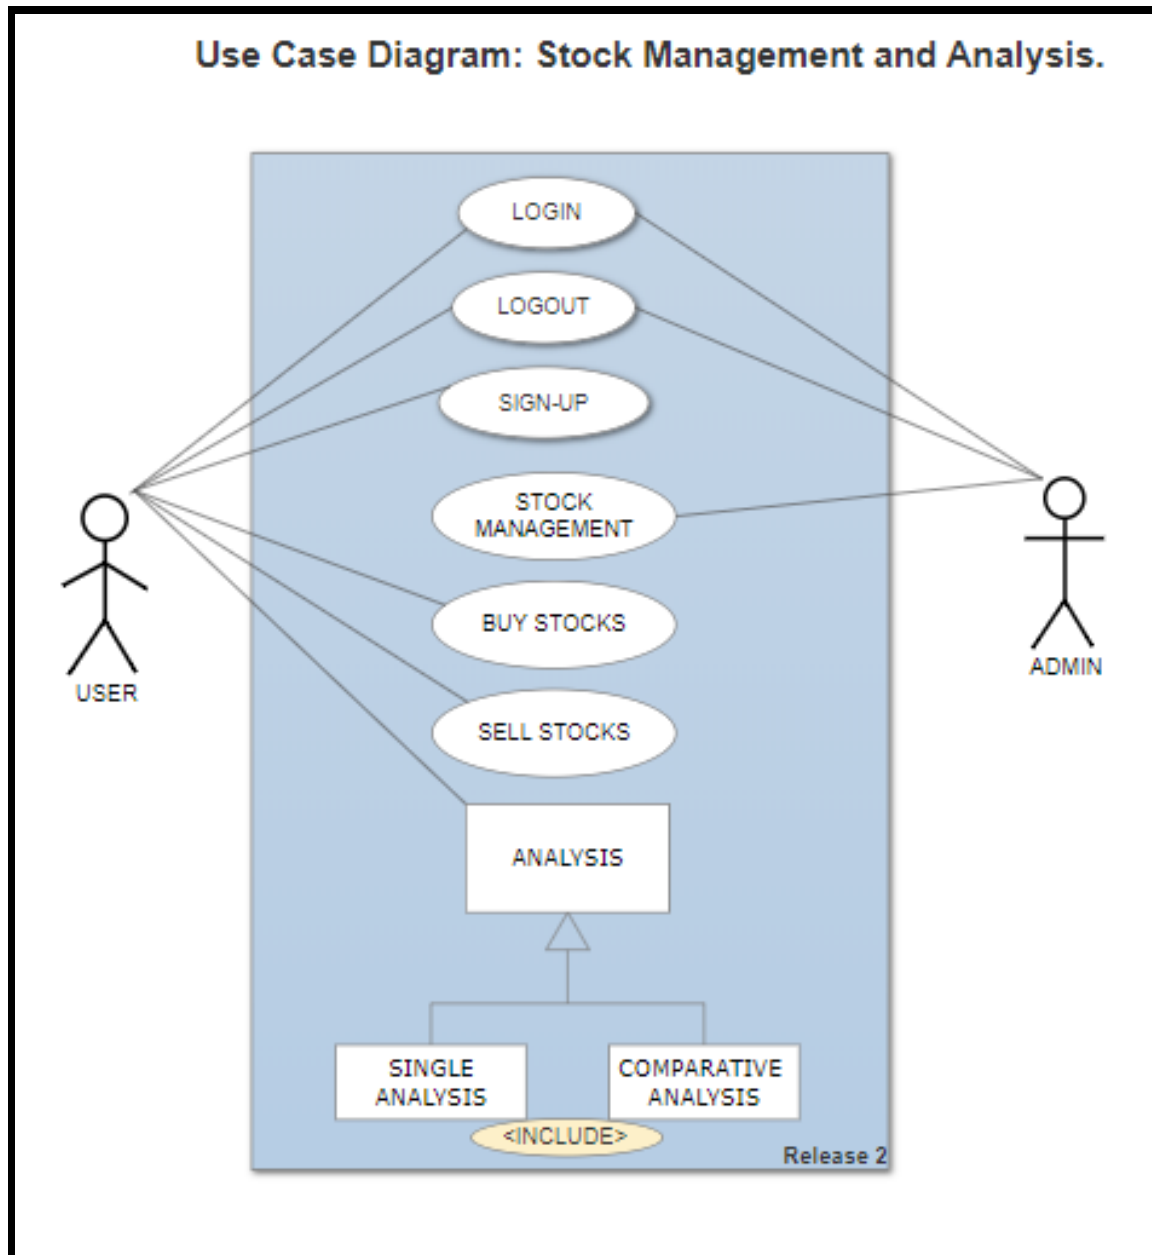 Use Case Diagram: Stock Management and Analysis.
LOGIN
LOGOUT
SIGN-UP
STOCK
MANAGEMENT
BUY STOCKS
USER
ADMIN
SELL STOCKS
ANALYSIS
SINGLE
ANALYSIS
COMPARATIVE
ANALYSIS
<INCLUDE>
Release 2